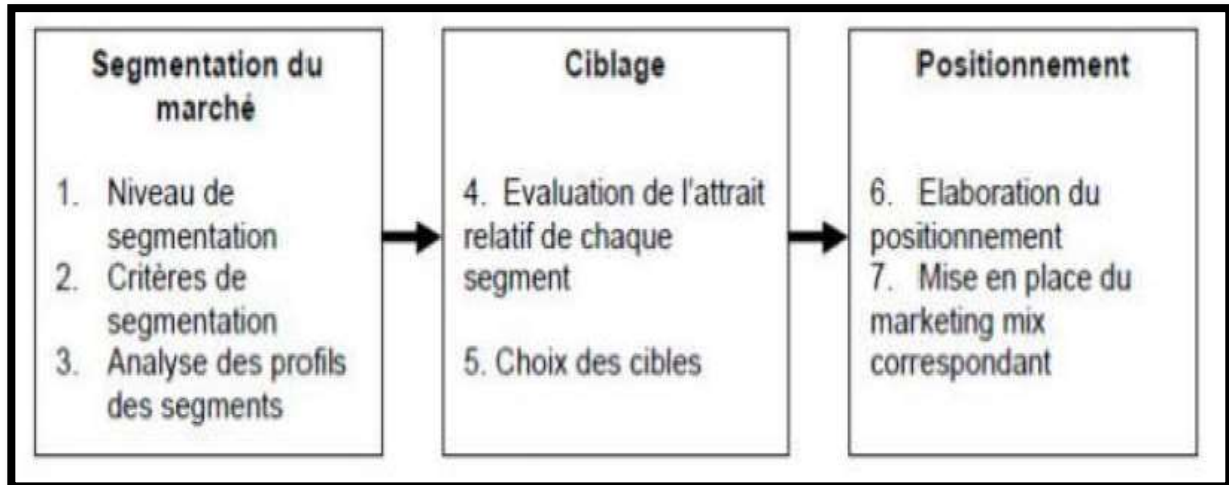 Segmentation du
marché
1. Niveau de
segmentation
2. Critères de
segmentation
3. Analyse des profils
des segments
Ciblage
4. Evaluation de l'attrait
relatif de chaque
segment
5. Choix des cibles
Positionnement
6. Elaboration du
positionnement
7. Mise en place du
marketing mix
correspondant